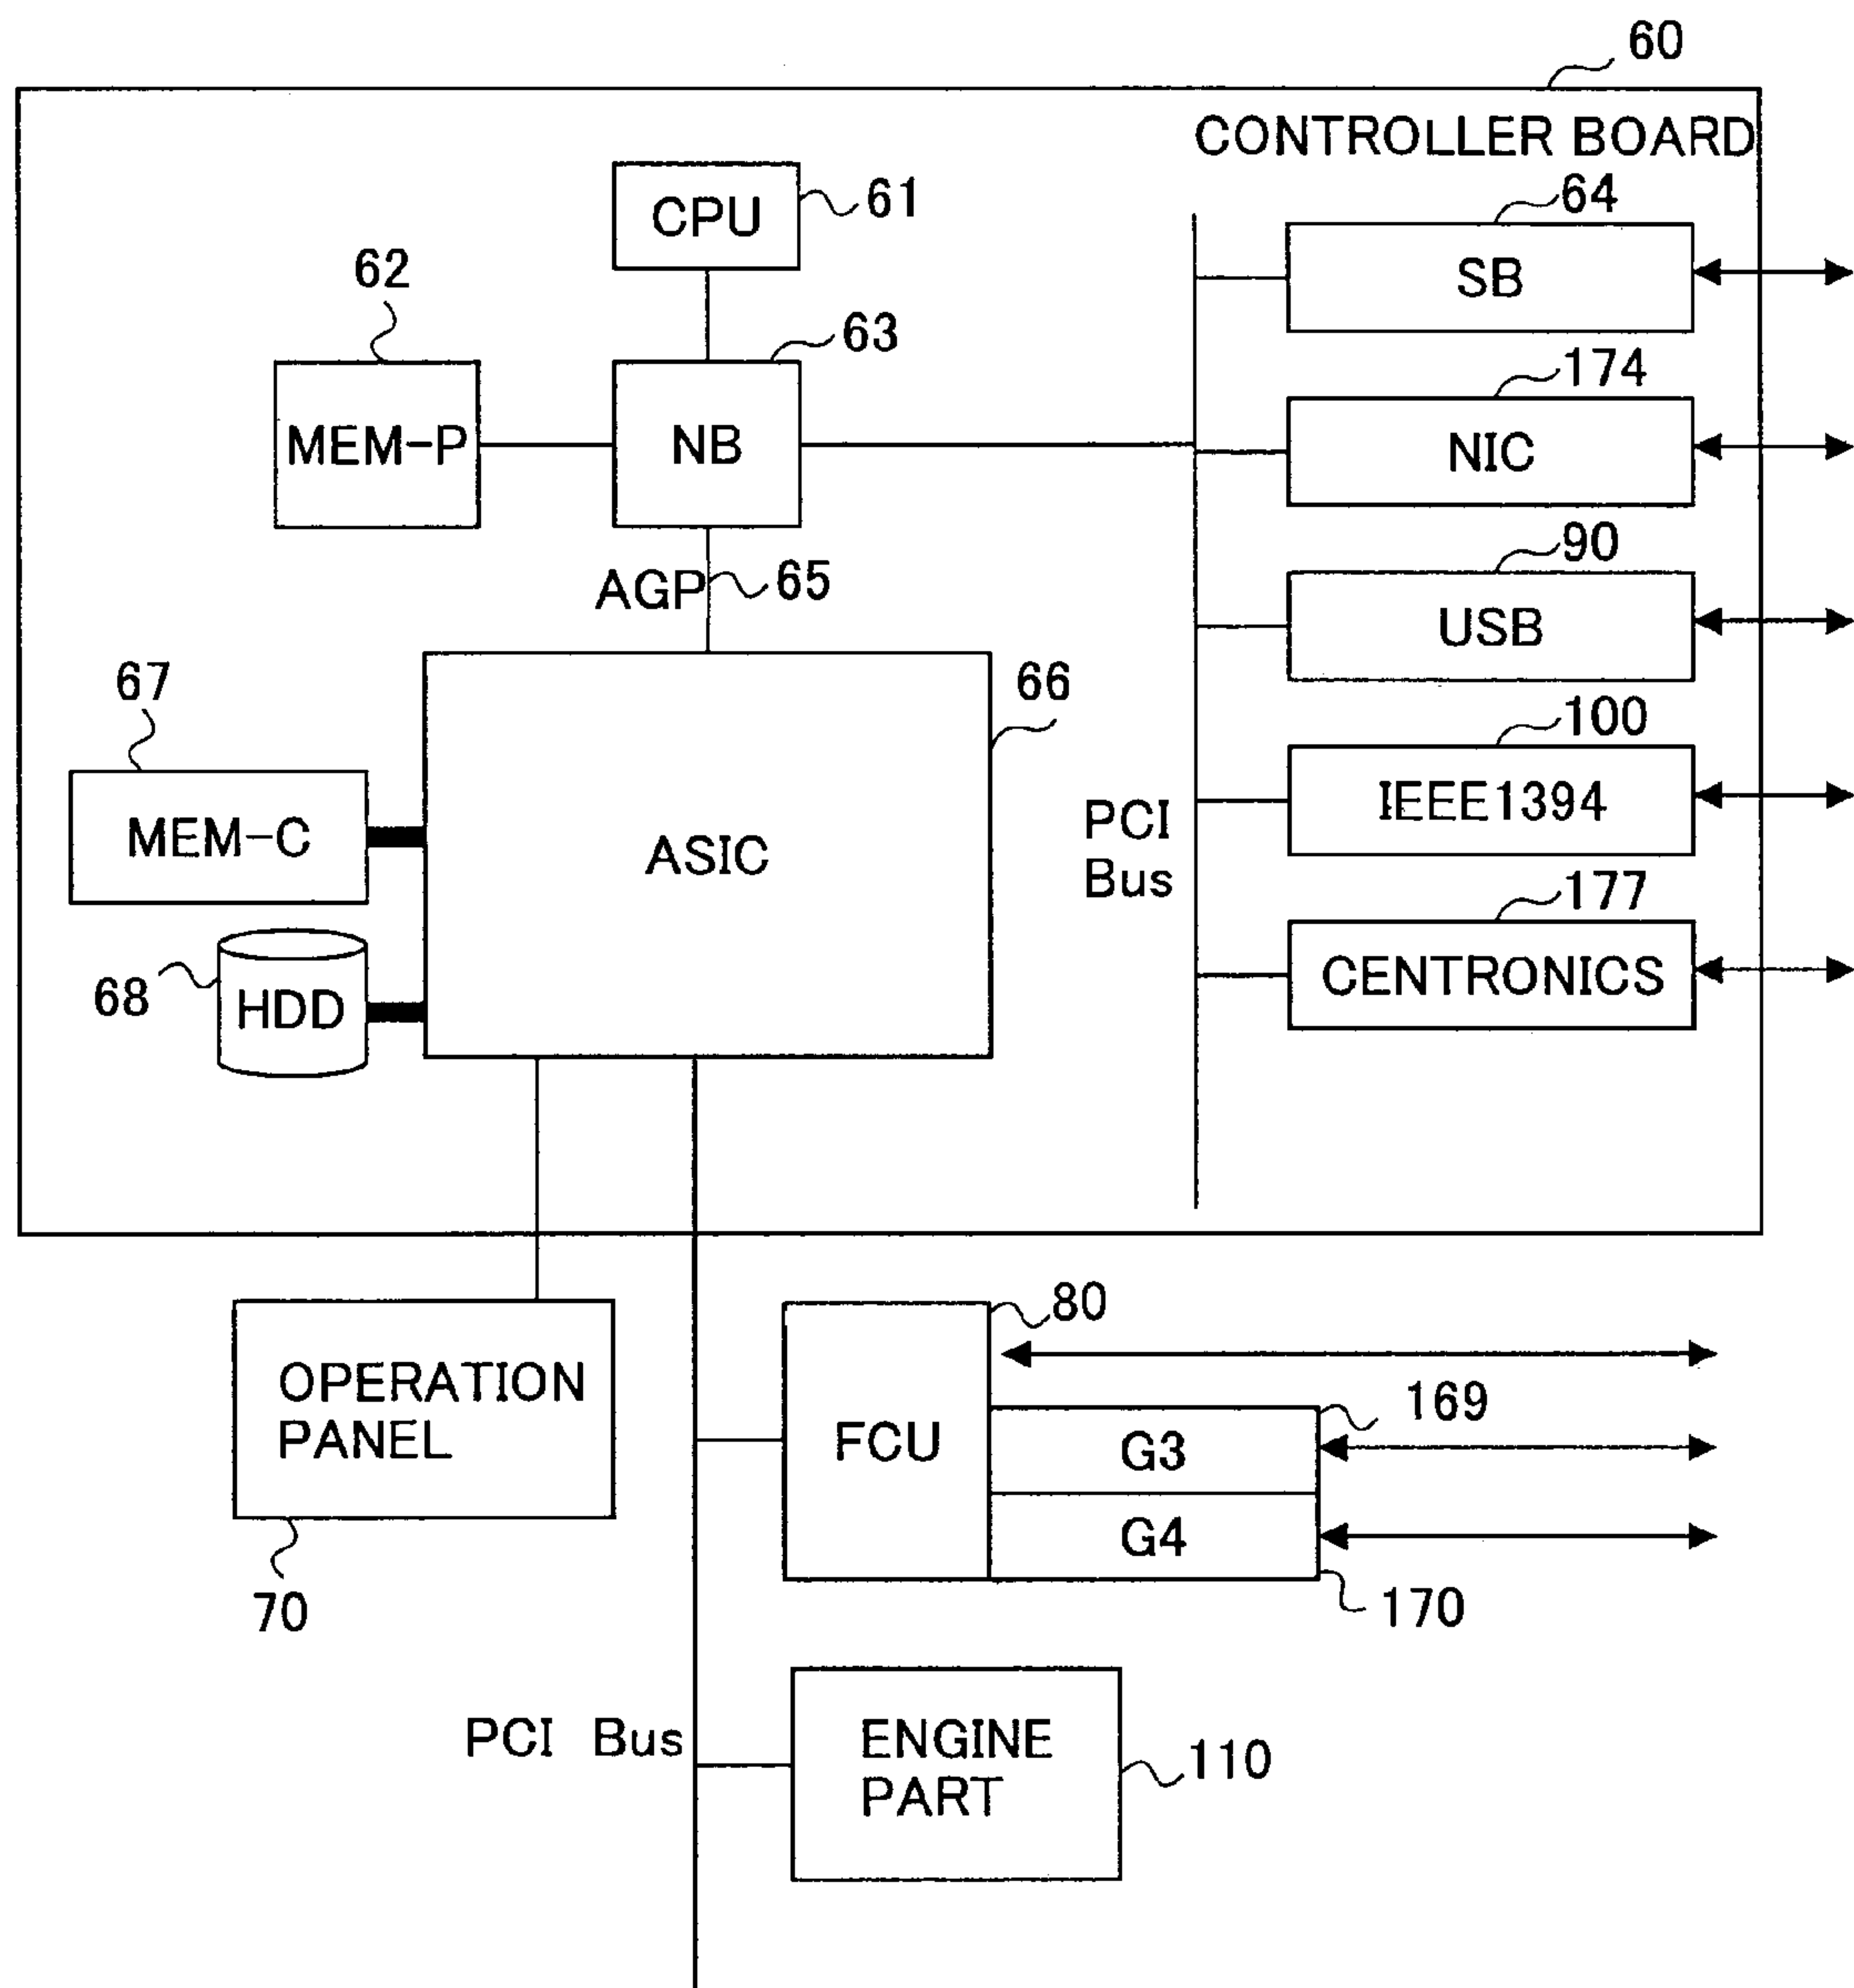 60
CONTROLLER BOARD
CPU
61
64
SB
62
63
MEM-P
NB
174
NIC
AGP
65
90
USB
67
66
MEM-C
ASIC
100
IEEE1394
PCI
Bus
177
CENTRONICS
68
HDD
80
OPERATION
PANEL
70
FCU
169
G3
G4
170
PCI Bus
ENGINE
PART
110